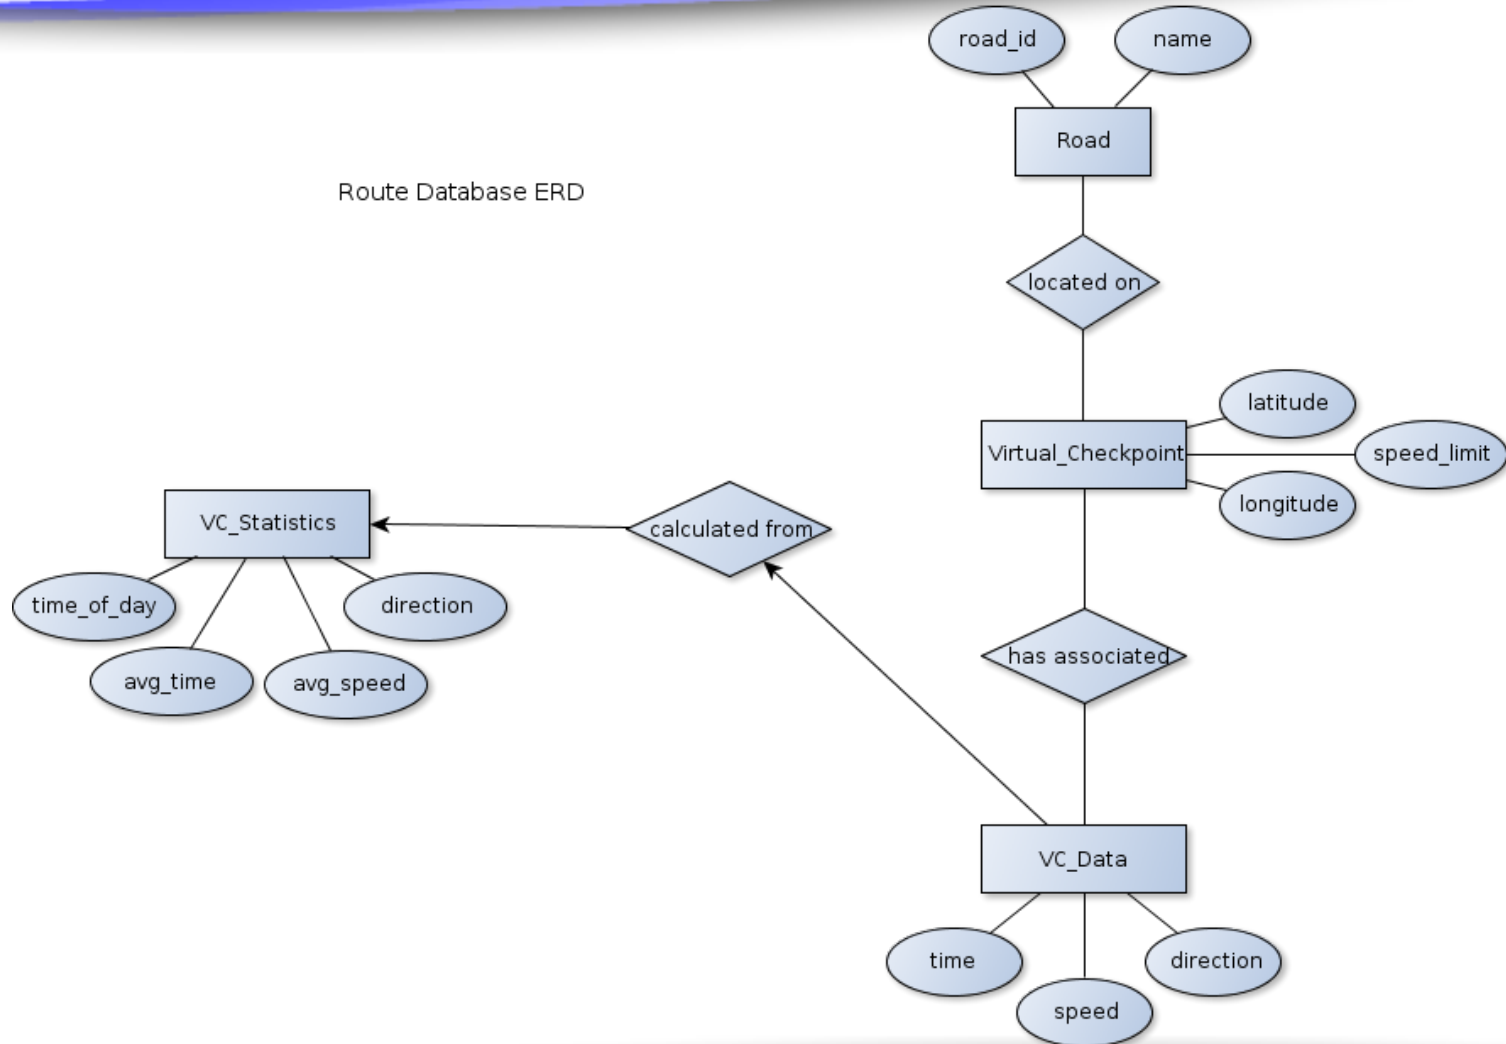 road_id
name
Road
Route Database ERD
located on
latitude
Virtual_Checkpoint
speed_limit
longitude
VC_Statistics
calculated from
time_of_day
direction
avg_time
avg_speed
has associated
VC_Data
time
direction
speed